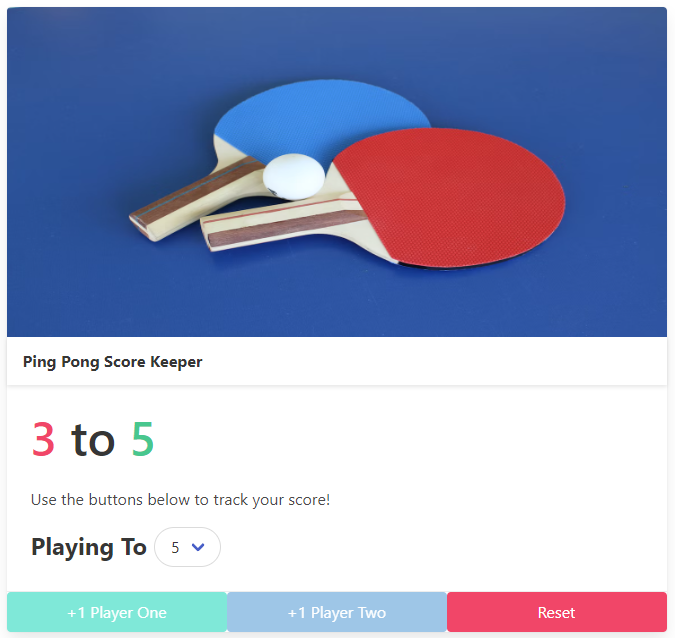 Ping Pong Score Keeper
3 to 5
Use the buttons below to track your score!
Playing To 5
+1 Player One +1 Player Two Reset